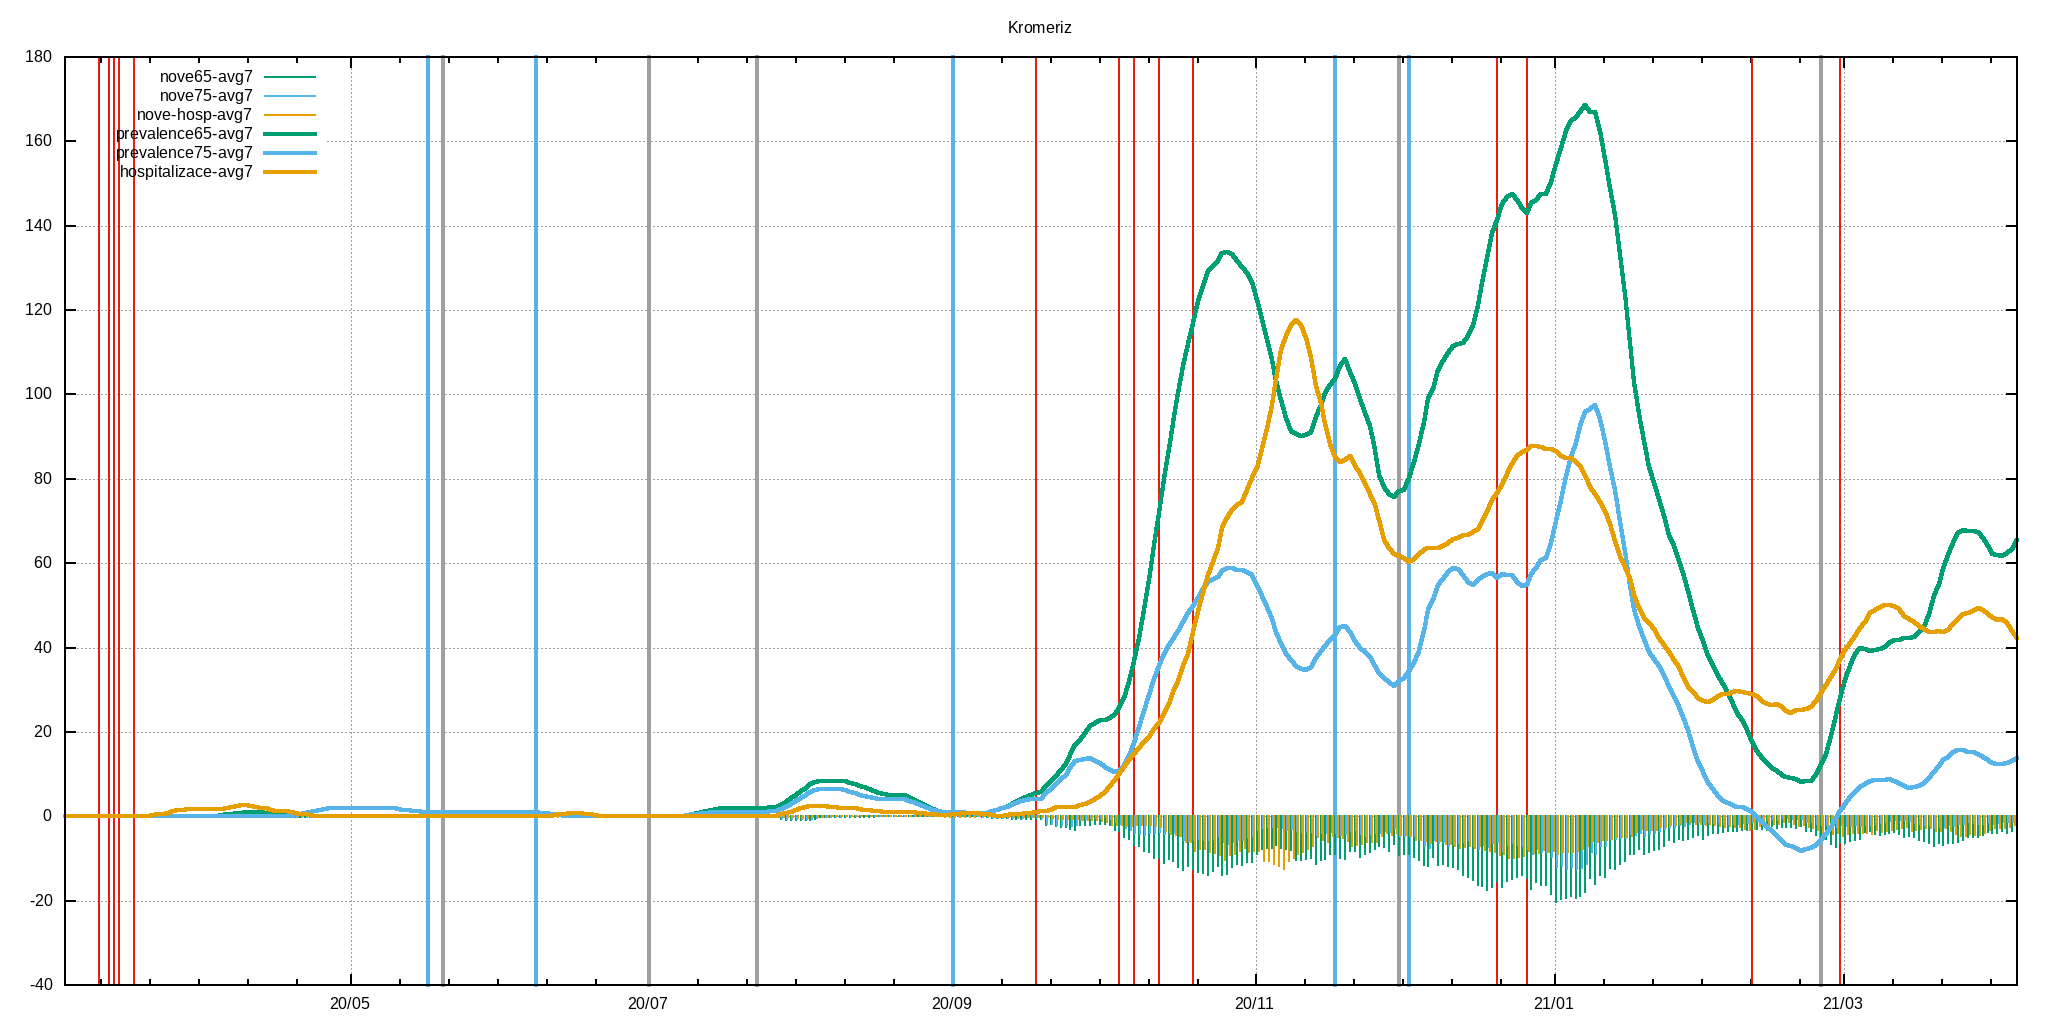 Kromeriz
180
160
140
120
100
80
60
40
20
0
-20
-40
nove65-avg7
nove75-avg7
nove-hosp-avg7
prevalence65-avg7
prevalence75-avg7
hospitalizace-avg7
20/05
20/07
20/09
20/11
21/01
21/03